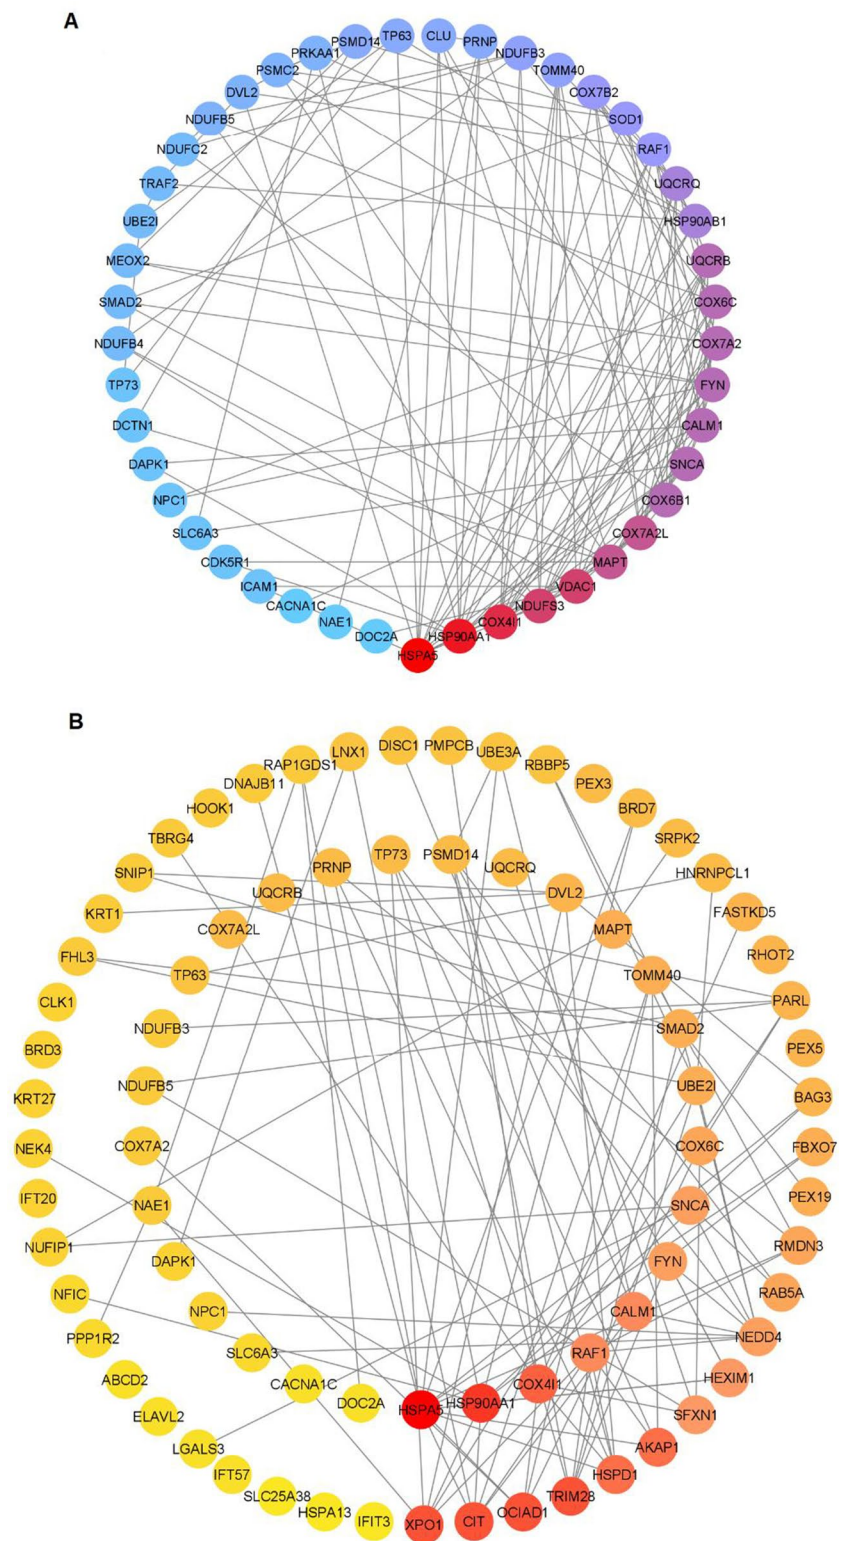 A
CLU
PRNP
TP63
NDUFB3
PSMD14
TOMM40
PRKAA1
COX7B2
PSMC2
SOD1
DVL2
RAF1
NDUFB5
UQCRQ
NDUFC2
HSP90AB1
TRAF2
UQCRB
UBE2I
COX6C
MEOX2
COX7A2
SMAD2
FYN
NDUFB4
CALM1
TP73
SNCA
DCTN1
COX6B1
DAPK1
COX7A2L
NPC1
MAPT
SLC6A3
VDAC1
CDK5R1
NDUFS3
ICAM1
COX4I1
CACNA1C
HSP90AA1
NAE1
DOC2A
HSPA5
B
DISC1
PMPCB
LNX1
UBE3A
RAP1GDS1
RBBP5
DNAJB11
PEX3
HOOK1
BRD7
TBRG4
SRPK2
TP73
PSMD14
PRNP
UQCRQ
SNIP1
HNRNPCL1
UQCRB
DVL2
KRT1
FASTKD5
COX7A2L
MAPT
FHL3
RHOT2
TP63
TOMM40
CLK1
PARL
NDUFB3
SMAD2
BRD3
PEX5
NDUFB5
UBE2I
KRT27
BAG3
COX7A2
COX6C
NEK4
FBXO7
IFT20
PEX19
NAE1
SNCA
NUFIP1
RMDN3
DAPK1
FYN
NFIC
RAB5A
NPC1
CALM1
PPP1R2
NEDD4
SLC6A3
RAF1
ABCD2
HEXIM1
CACNA1C
COX4I1
DOC2A
HSPA5
HSP90AA1
ELAVL2
SFXN1
LGALS3
AKAP1
IFT57
HSPD1
SLC25A38
TRIM28
HSPA13
OCIAD1
IFIT3
XPO1
CIT